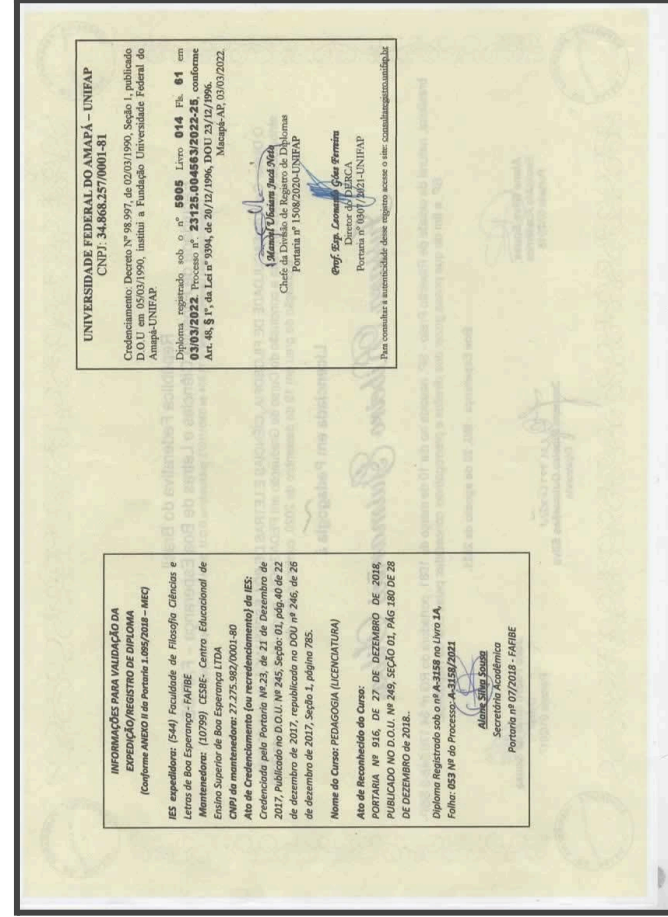 INFORMAÇÕES PARA VALIDAÇÃO DA
EXPEDIÇÃO/REGISTRO DE DIPLOMA
(Conforme ANEXO II da Portaria 1.095/2018 – MEC)
IES expedidora: (544) Faculdade de Filosofia Ciências e
Letras de Boa Esperança - FAFIBE
Mantenedora: (10799) CESBE- Centro Educacional de
Ensino Superior de Boa Esperança LTDA
CNPJ da mantenedora: 27.275.982/0001-80
Ato de Credenciamento (ou recredenciamento) da IES:
Credenciada pela Portaria Nº.23, de 21 de Dezembro de
2017, Publicado no D.O.U. Nº 245, Seção: 01, pág.40 de 22
de dezembro de 2017, republicado no DOU nº 246, de 26
de dezembro de 2017, Seção 1, página 785.
Nome do Curso: PEDAGOGIA (LICENCIATURA)
Ato de Reconhecido do Curso:
PORTARIA Nº 916, DE 27 DE DEZEMBRO DE 2018,
PUBLICADO NO D.O.U. Nº 249, SEÇÃO 01, PÁG 180 DE 28
DE DEZEMBRO de 2018..
Diploma Registrado sob o nº A-3158 no Livro 1A,
Folha: 053 Nº do Processo: A-3158/2021
Alane Silva Sousa
Secretária Acadêmica
Portaria nº 07/2018 - FAFIBE
UNIVERSIDADE FEDERAL DO AMAPÁ – UNIFAP
CNPJ: 34.868.257/0001-81
Credenciamento: Decreto Nº 98.997, de 02/03/1990, Seção 1, publicado
D.O.U em 05/03/1990, institui a Fundação Universidade Federal do
Amapá-UNIFAP.
Diploma registrado sob o nº 5905 Livro 014 Fls. 61 em
03/03/2022. Processo nº. 23125.004563/2022-25, conforme
Art. 48, § 1º, da Lei nº 9394, de 20/12/1996, DOU 23/12/1996.
Macapá-AP, 03/03/2022.
Manoel Ubaiara Jucá Neto
Chefe da Divisão de Registro de Diplomas
Portaria nº 1508/2020-UNIFAP
Prof. Esp. Leonardo Góes Ferreira
Diretor do DERCA
Portaria nº 0307/2021-UNIFAP
Para consultar a autenticidade desse registro acesse o site: consultaregistro.unifap.br